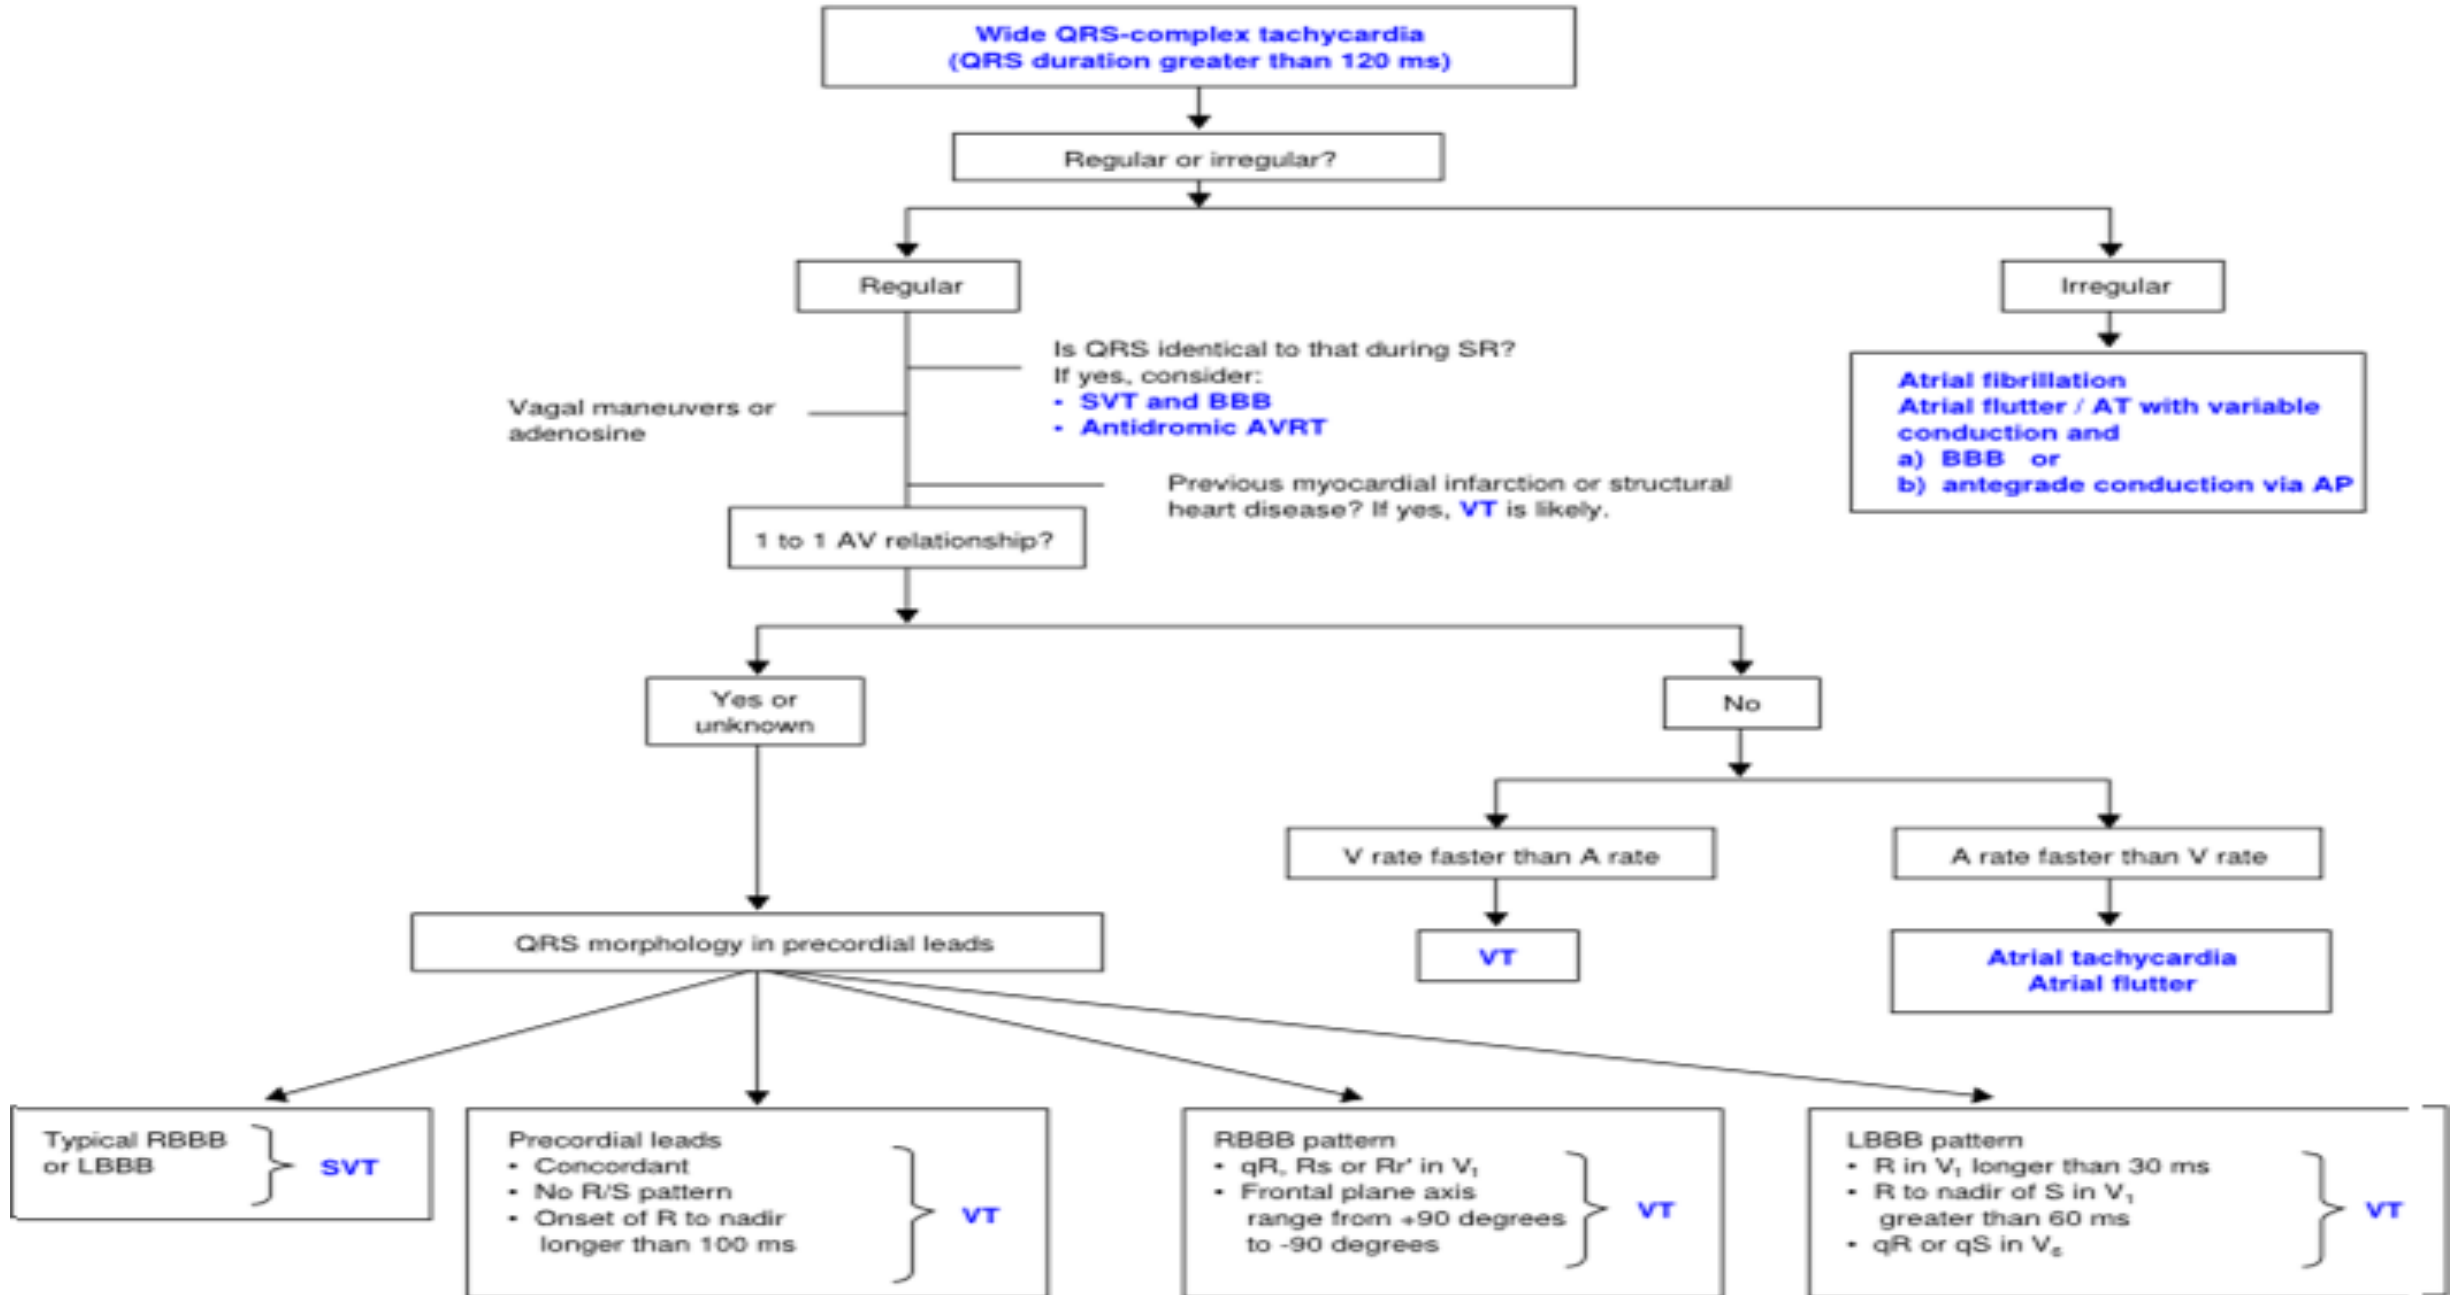 Wide QRS-complex tachycardia
(QRS duration greater than 120 ms)
Regular or irregular?
Regular
Irregular
Is QRS identical to that during SR?
If yes, consider:
• SVT and BBB
• Antidromic AVRT
Vagal maneuvers or
adenosine
Previous myocardial infarction or structural
heart disease? If yes, VT is likely.
Atrial fibrillation
Atrial flutter / AT with variable
conduction and
a) BBB or
b) antegrade conduction via AP
1 to 1 AV relationship?
Yes or
unknown
No
V rate faster than A rate
A rate faster than V rate
QRS morphology in precordial leads
VT
Atrial tachycardia
Atrial flutter
Typical RBBB
or LBBB
SVT
Precordial leads
• Concordant
• No R/S pattern
• Onset of R to nadir
longer than 100 ms
VT
RBBB pattern
• qR, Rs or Rr' in V₁
• Frontal plane axis
range from +90 degrees
to -90 degrees
VT
LBBB pattern
• R in V₁ longer than 30 ms
• R to nadir of S in V₁
greater than 60 ms
• qR or qS in V₆
VT